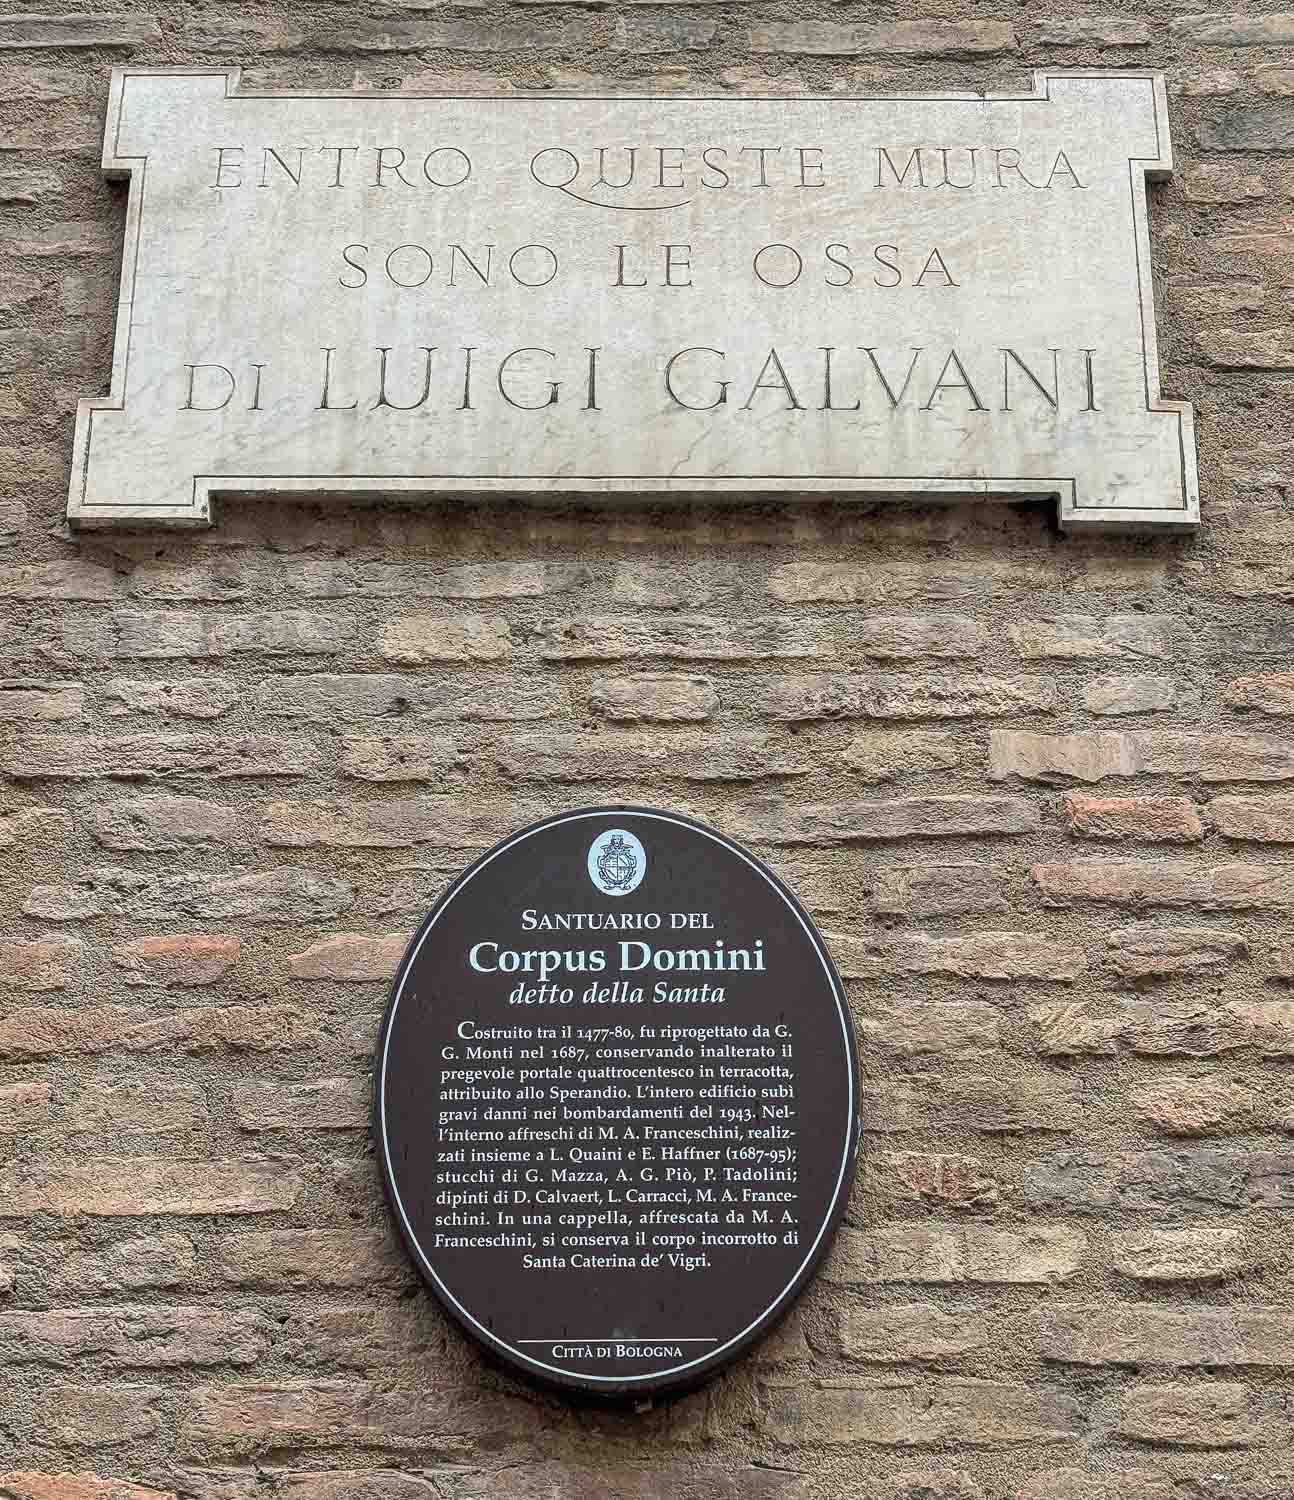 ENTRO QUESTE MURA
SONO LE OSSA
DI LUIGI GALVANI
SANTUARIO DEL
Corpus Domini
detto della Santa
Costruito tra il 1477-80, fu riprogettato da G.
G. Monti nel 1687, conservando inalterato il
pregevole portale quattrocentesco in terracotta,
attribuito allo Sperandio. L'intero edificio subì
gravi danni nei bombardamenti del 1943. Nel-
l'interno affreschi di M. A. Franceschini, realiz-
zati insieme a L. Quaini e E. Haffner (1687-95);
stucchi di G. Mazza, A. G. Piò, P. Tadolini;
dipinti di D. Calvaert, L. Carracci, M. A. France-
schini. In una cappella, affrescata da M. A.
Franceschini, si conserva il corpo incorrotto di
Santa Caterina de' Vigri.
CITTÀ DI BOLOGNA